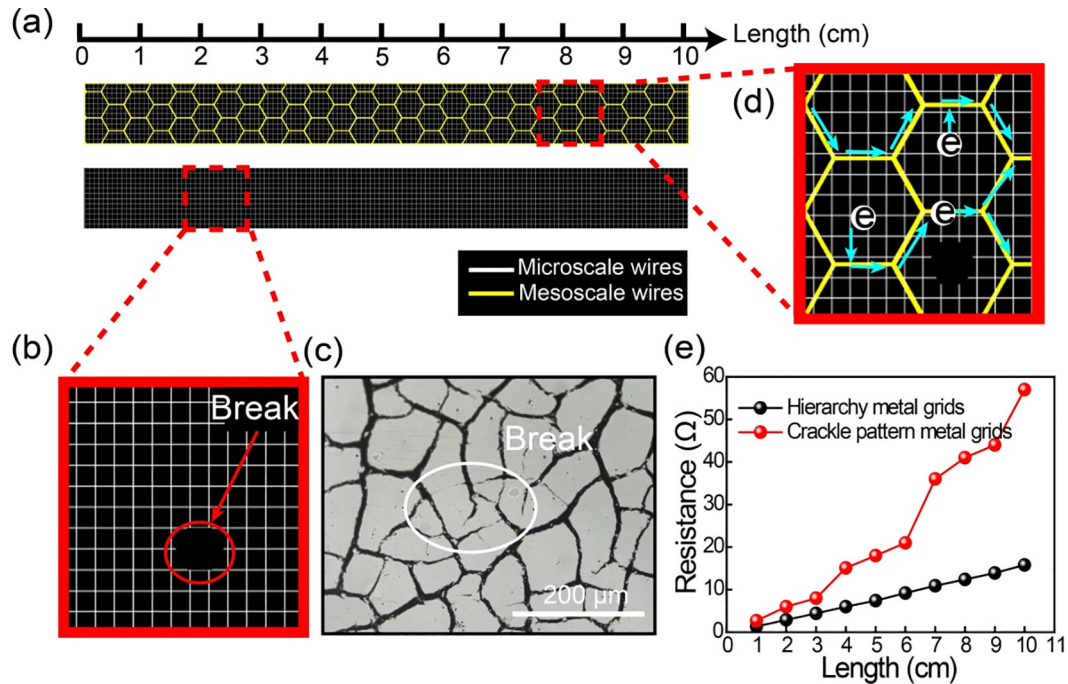 (a)
Length (cm)
0 1 2 3 4 5 6 7 8 9 10
(d)
e
e
e
Microscale wires
Mesoscale wires
(b)
Break
(c)
Break
200 μm
(e)
Resistance (Ω)
60
50
40
30
20
10
0
Hierarchy metal grids
Crackle pattern metal grids
0 1 2 3 4 5 6 7 8 9 10 11
Length (cm)